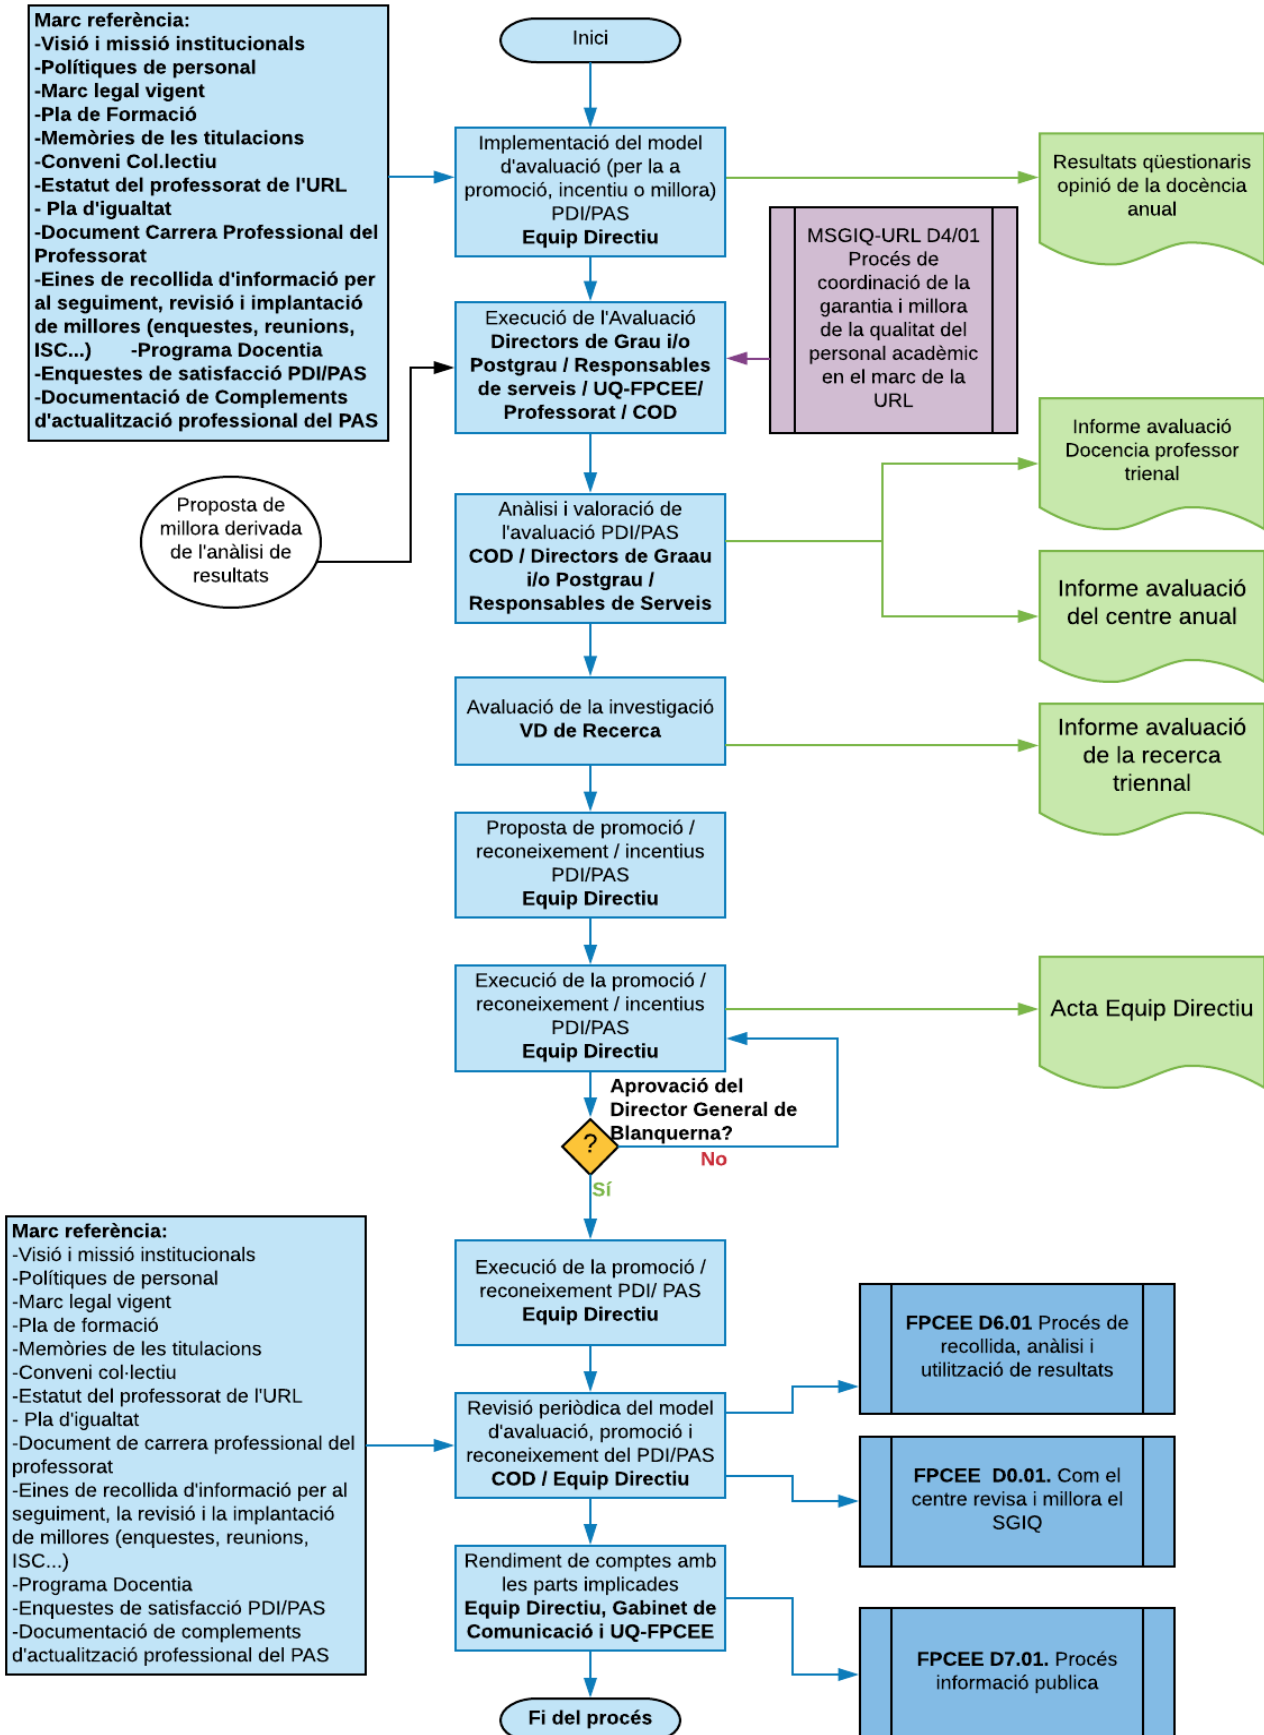 Marc referència:
-Visió i missió institucionals
-Polítiques de personal
-Marc legal vigent
-Pla de Formació
-Memòries de les titulacions
-Conveni Col.lectiu
-Estatut del professorat de l'URL
- Pla d'igualtat
-Document Carrera Professional del
Professorat
-Eines de recollida d'informació per
al seguiment, revisió i implantació
de millores (enquestes, reunions,
ISC...) -Programa Docentia
-Enquestes de satisfacció PDI/PAS
-Documentació de Complements
d'actualització professional del PAS
Inici
Implementació del model
d'avaluació (per la a
promoció, incentiu o millora)
PDI/PAS
Equip Directiu
Resultats qüestionaris
opinió de la docència
anual
MSGIQ-URL D4/01
Procés de
coordinació de la
garantia i millora
de la qualitat del
personal acadèmic
en el marc de la
URL
Execució de l'Avaluació
Directors de Grau i/o
Postgrau / Responsables
de serveis / UQ-FPCEE/
Professorat / COD
Proposta de
millora derivada
de l'anàlisi de
resultats
Informe avaluació
Docencia professor
trienal
Anàlisi i valoració de
l'avaluació PDI/PAS
COD / Directors de Graau
i/o Postgrau /
Responsables de Serveis
Informe avaluació
del centre anual
Avaluació de la investigació
VD de Recerca
Informe avaluació
de la recerca
triennal
Proposta de promoció /
reconeixement / incentius
PDI/PAS
Equip Directiu
Execució de la promoció /
reconeixement / incentius
PDI/PAS
Equip Directiu
Acta Equip Directiu
Aprovació del
Director General de
Blanquerna?
?
No
Sí
Execució de la promoció /
reconeixement PDI/ PAS
Equip Directiu
Marc referència:
-Visió i missió institucionals
-Polítiques de personal
-Marc legal vigent
-Pla de formació
-Memòries de les titulacions
-Conveni col·lectiu
-Estatut del professorat de l'URL
- Pla d'igualtat
-Document de carrera professional del
professorat
-Eines de recollida d'informació per al
seguiment, la revisió i la implantació
de millores (enquestes, reunions,
ISC...)
-Programa Docentia
-Enquestes de satisfacció PDI/PAS
-Documentació de complements
d'actualització professional del PAS
Revisió periòdica del model
d'avaluació, promoció i
reconeixement del PDI/PAS
COD / Equip Directiu
FPCEE D6.01 Procés de
recollida, anàlisi i
utilització de resultats
FPCEE  D0.01. Com el
centre revisa i millora el
SGIQ
Rendiment de comptes amb
les parts implicades
Equip Directiu, Gabinet de
Comunicació i UQ-FPCEE
FPCEE D7.01. Procés
informació publica
Fi del procés